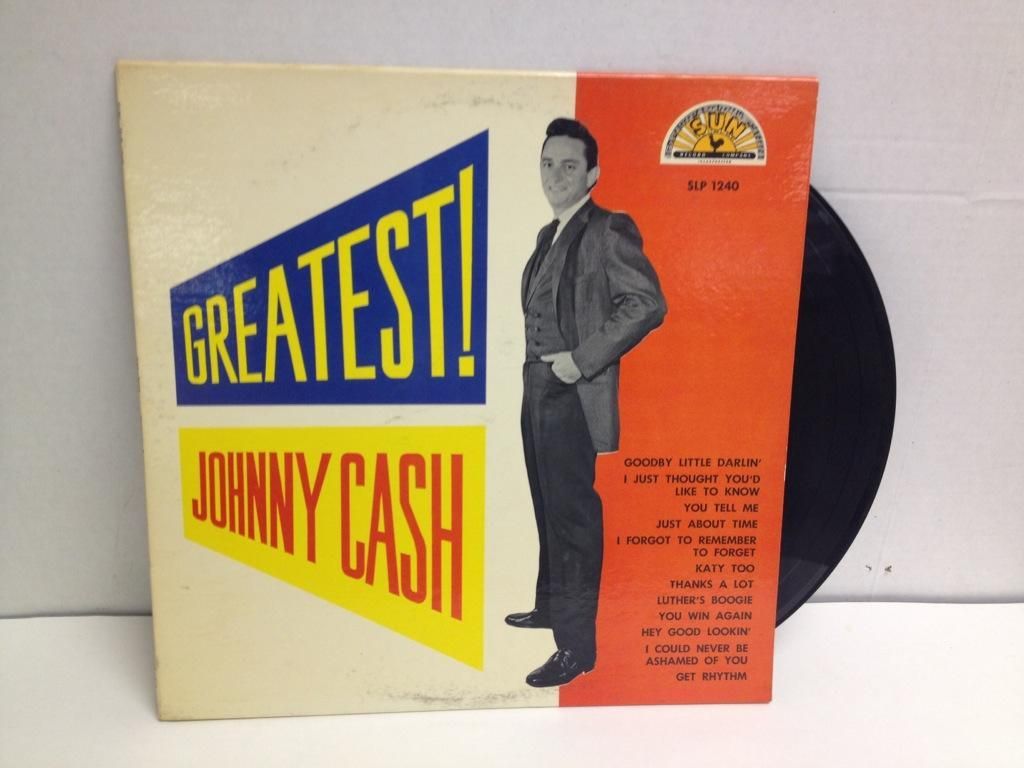 GREATEST!
JOHNNY CASH
SUN
RECORD COMPANY
SLP 1240
GOODBY LITTLE DARLIN'
I JUST THOUGHT YOU'D
LIKE TO KNOW
YOU TELL ME
JUST ABOUT TIME
I FORGOT TO REMEMBER
TO FORGET
KATY TOO
THANKS A LOT
LUTHER'S BOOGIE
YOU WIN AGAIN
HEY GOOD LOOKIN'
I COULD NEVER BE
ASHAMED OF YOU
GET RHYTHM